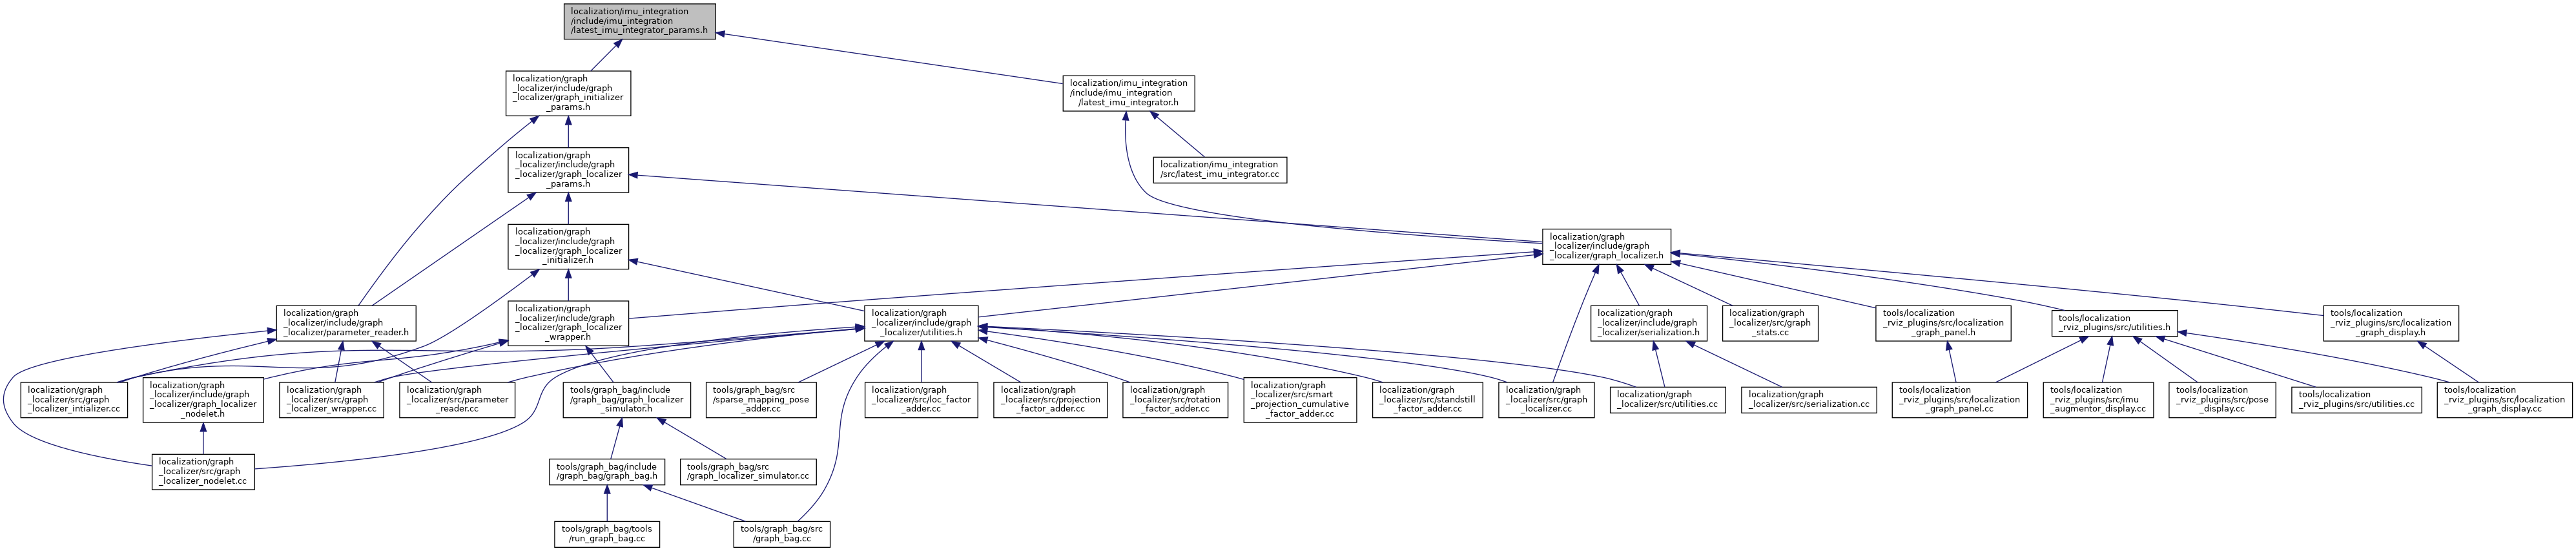 localization/imu_integration
/include/imu_integration
/latest_imu_integrator_params.h
localization/graph
_localizer/include/graph
_localizer/graph_initializer
_params.h
localization/imu_integration
/include/imu_integration
/latest_imu_integrator.h
localization/graph
_localizer/include/graph
_localizer/graph_localizer
_params.h
localization/imu_integration
/src/latest_imu_integrator.cc
localization/graph
_localizer/include/graph
_localizer/graph_localizer
_initializer.h
localization/graph
_localizer/include/graph
_localizer/graph_localizer.h
localization/graph
_localizer/include/graph
_localizer/parameter_reader.h
localization/graph
_localizer/include/graph
_localizer/graph_localizer
_wrapper.h
localization/graph
_localizer/include/graph
_localizer/utilities.h
localization/graph
_localizer/include/graph
_localizer/serialization.h
localization/graph
_localizer/src/graph
_stats.cc
tools/localization
_rviz_plugins/src/localization
_graph_panel.h
tools/localization
_rviz_plugins/src/utilities.h
tools/localization
_rviz_plugins/src/localization
_graph_display.h
localization/graph
_localizer/src/graph
_localizer_intializer.cc
localization/graph
_localizer/include/graph
_localizer/graph_localizer
_nodelet.h
localization/graph
_localizer/src/graph
_localizer_wrapper.cc
localization/graph
_localizer/src/parameter
_reader.cc
tools/graph_bag/include
/graph_bag/graph_localizer
_simulator.h
tools/graph_bag/src
/sparse_mapping_pose
_adder.cc
localization/graph
_localizer/src/loc_factor
_adder.cc
localization/graph
_localizer/src/projection
_factor_adder.cc
localization/graph
_localizer/src/rotation
_factor_adder.cc
localization/graph
_localizer/src/smart
_projection_cumulative
_factor_adder.cc
localization/graph
_localizer/src/standstill
_factor_adder.cc
localization/graph
_localizer/src/graph
_localizer.cc
localization/graph
_localizer/src/utilities.cc
localization/graph
_localizer/src/serialization.cc
tools/localization
_rviz_plugins/src/localization
_graph_panel.cc
tools/localization
_rviz_plugins/src/imu
_augmentor_display.cc
tools/localization
_rviz_plugins/src/pose
_display.cc
tools/localization
_rviz_plugins/src/utilities.cc
tools/localization
_rviz_plugins/src/localization
_graph_display.cc
localization/graph
_localizer/src/graph
_localizer_nodelet.cc
tools/graph_bag/include
/graph_bag/graph_bag.h
tools/graph_bag/src
/graph_localizer_simulator.cc
tools/graph_bag/tools
/run_graph_bag.cc
tools/graph_bag/src
/graph_bag.cc